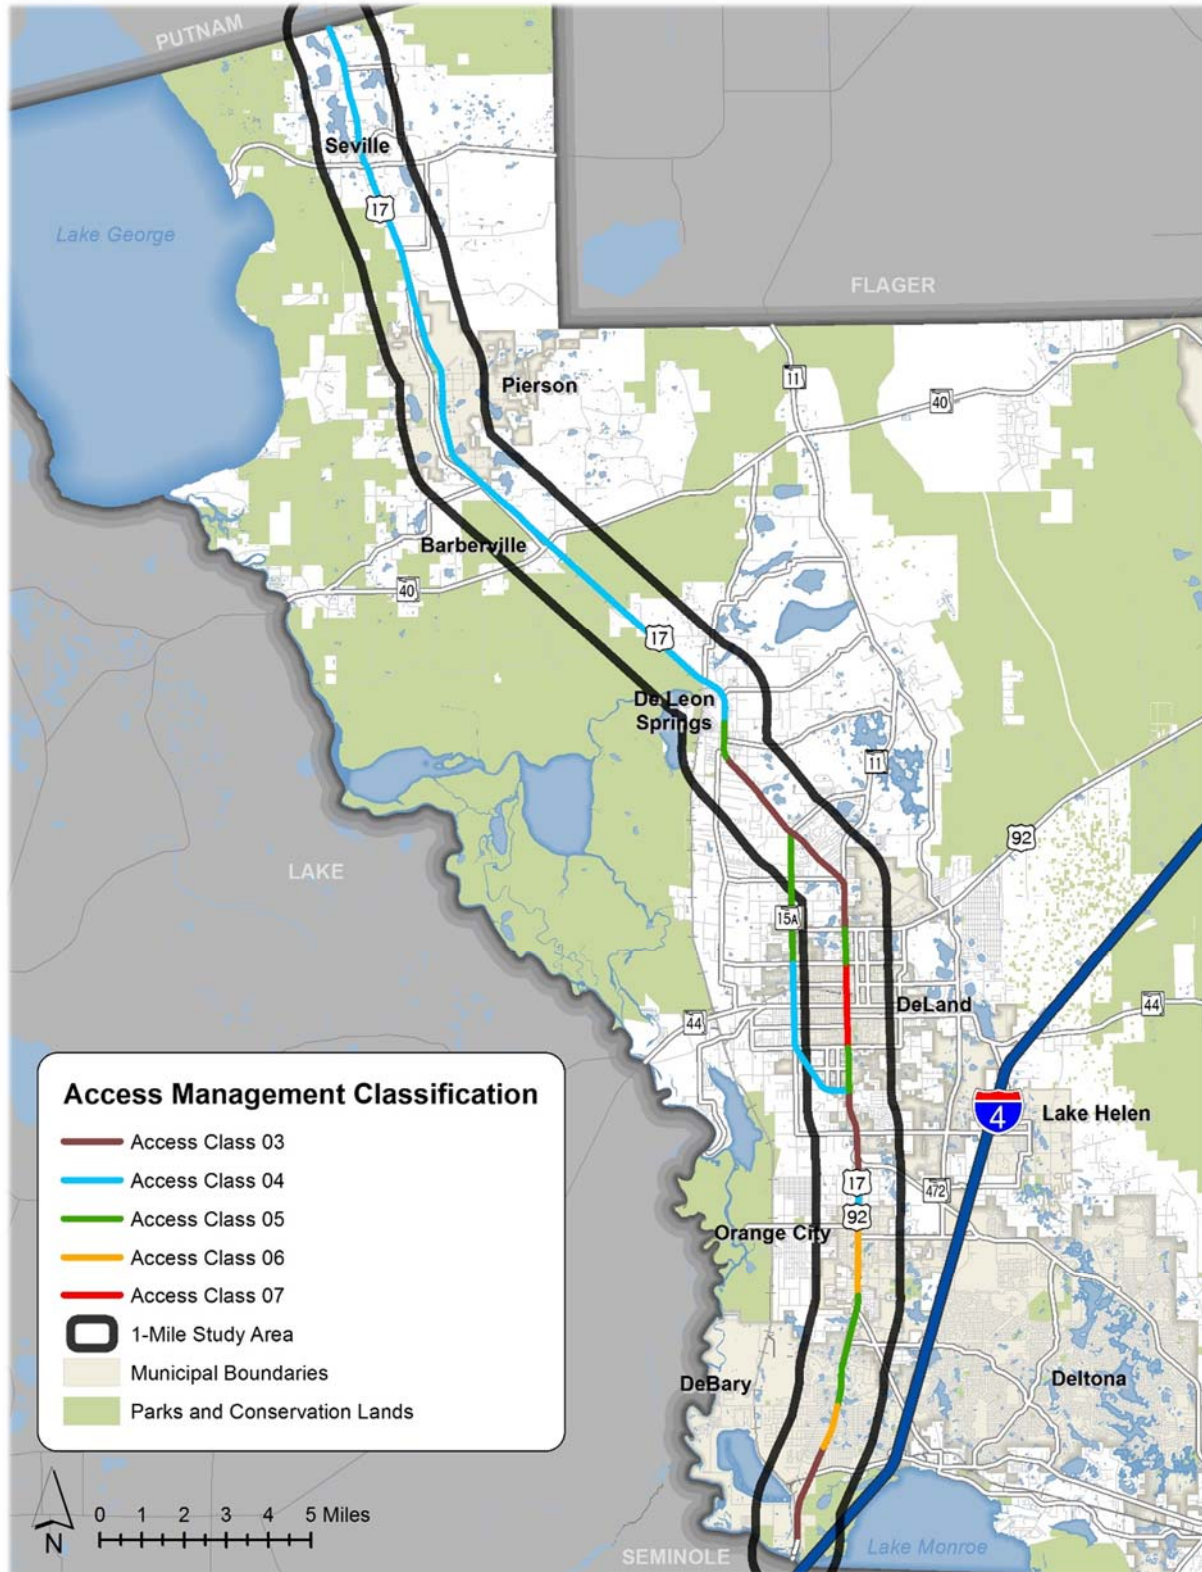 PUTNAM
Seville
17
Lake George
FLAGER
Pierson
11
40
Barberville
40
17
De Leon
Springs
11
92
LAKE
15A
DeLand
44
44
4
Lake Helen
17
472
92
Orange City
DeBary
Deltona
Access Management Classification
Access Class 03
Access Class 04
Access Class 05
Access Class 06
Access Class 07
1-Mile Study Area
Municipal Boundaries
Parks and Conservation Lands
N
0 1 2 3 4 5 Miles
SEMINOLE
Lake Monroe